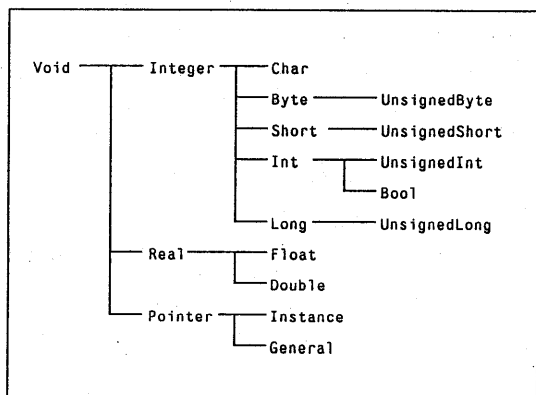 Void Integer Char
Byte UnsignedByte
Short UnsignedShort
Int UnsignedInt
Bool
Long UnsignedLong
Real Float
Double
Pointer Instance
General